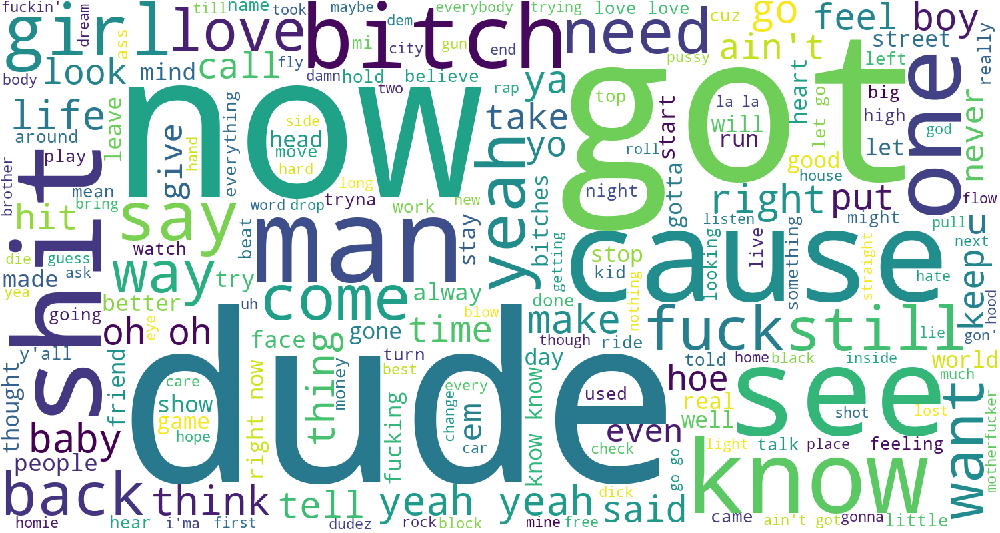 fuckin'
girl
dream
ass
till
name
love
took
bitch
maybe
dem
everybody
trying
love love
need
cuz
go
feel
boy
body
look
mind
call
fly
mi
city
gun
end
pussy
ain't
street
left
really
damn
hold
believe
two
rap
ya
top
got
la la
will
run
heart
let go
big
high
god
one
never
life
around
leave
now
side
head
move
hard
take
yo
night
roll
start
let
brother
play
shit
give
hand
everything
long
yeah
good
house
mean
bring
hit
say
word
drop
tryna
work
new
gotta
right
put
might
flow
watch
beat
man
stay
bitches
getting
cause
listen
looking
live
something
straight
pull
next
keep
u
die
guess
made
ask
yea
way
try
come
alway
stop
kid
nothing
hate
hood
going
better
uh
oh oh
eye
gone
time
blow
done
make
fuck
still
lie
gon'
y'all
face
thing
turn
best
though
ride
day
told
home
black
inside
world
thought
friend
dude
care
show
game
hope
right now
money
fucking
every
change
em
car
know know
used
hoe
real
well
see
shot
much
lost
want
motherfucker
baby
people
even
check
light
talk
place
feeling
back
think
tell
yeah yeah
dick
said
go go
know
homie
hear
i'ma
first
dudez
rock
block
mine
free
came
ain't got
gonna
little